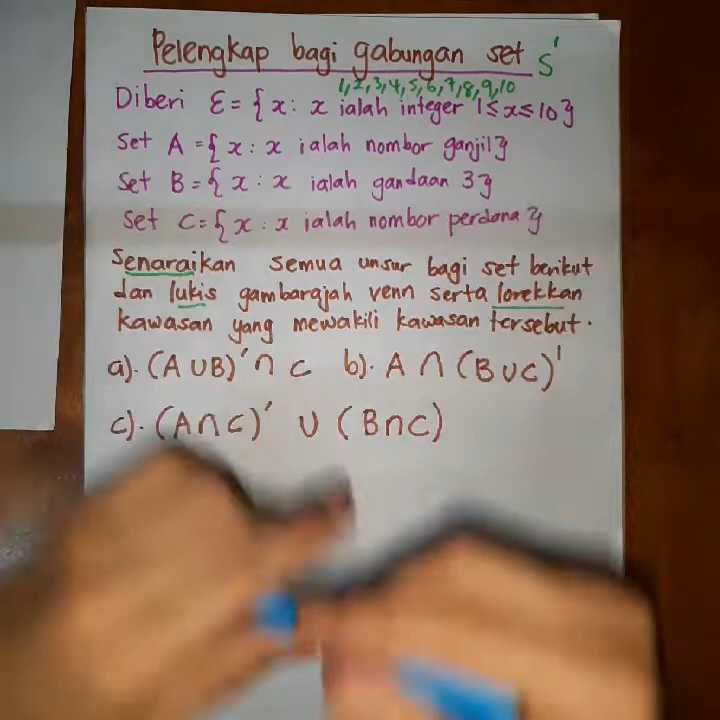 Pelengkap bagi gabungan set S'
1,2,3,4,5,6,7,8,9,10
Diberi ε = { x : x ialah integer 1 ≤ x ≤ 10 }
Set A = { x : x ialah nombor ganjil }
Set B = { x : x ialah gandaan 3 }
Set C = { x : x ialah nombor perdana }
Senaraikan semua unsur bagi set berikut
dan lukis gambarajah venn serta lorekkan
kawasan yang mewakili kawasan tersebut.
a). (A ∪ B)' ∩ C b). A ∩ (B ∪ C)'
c). (A ∩ C)' ∪ (B ∩ C)